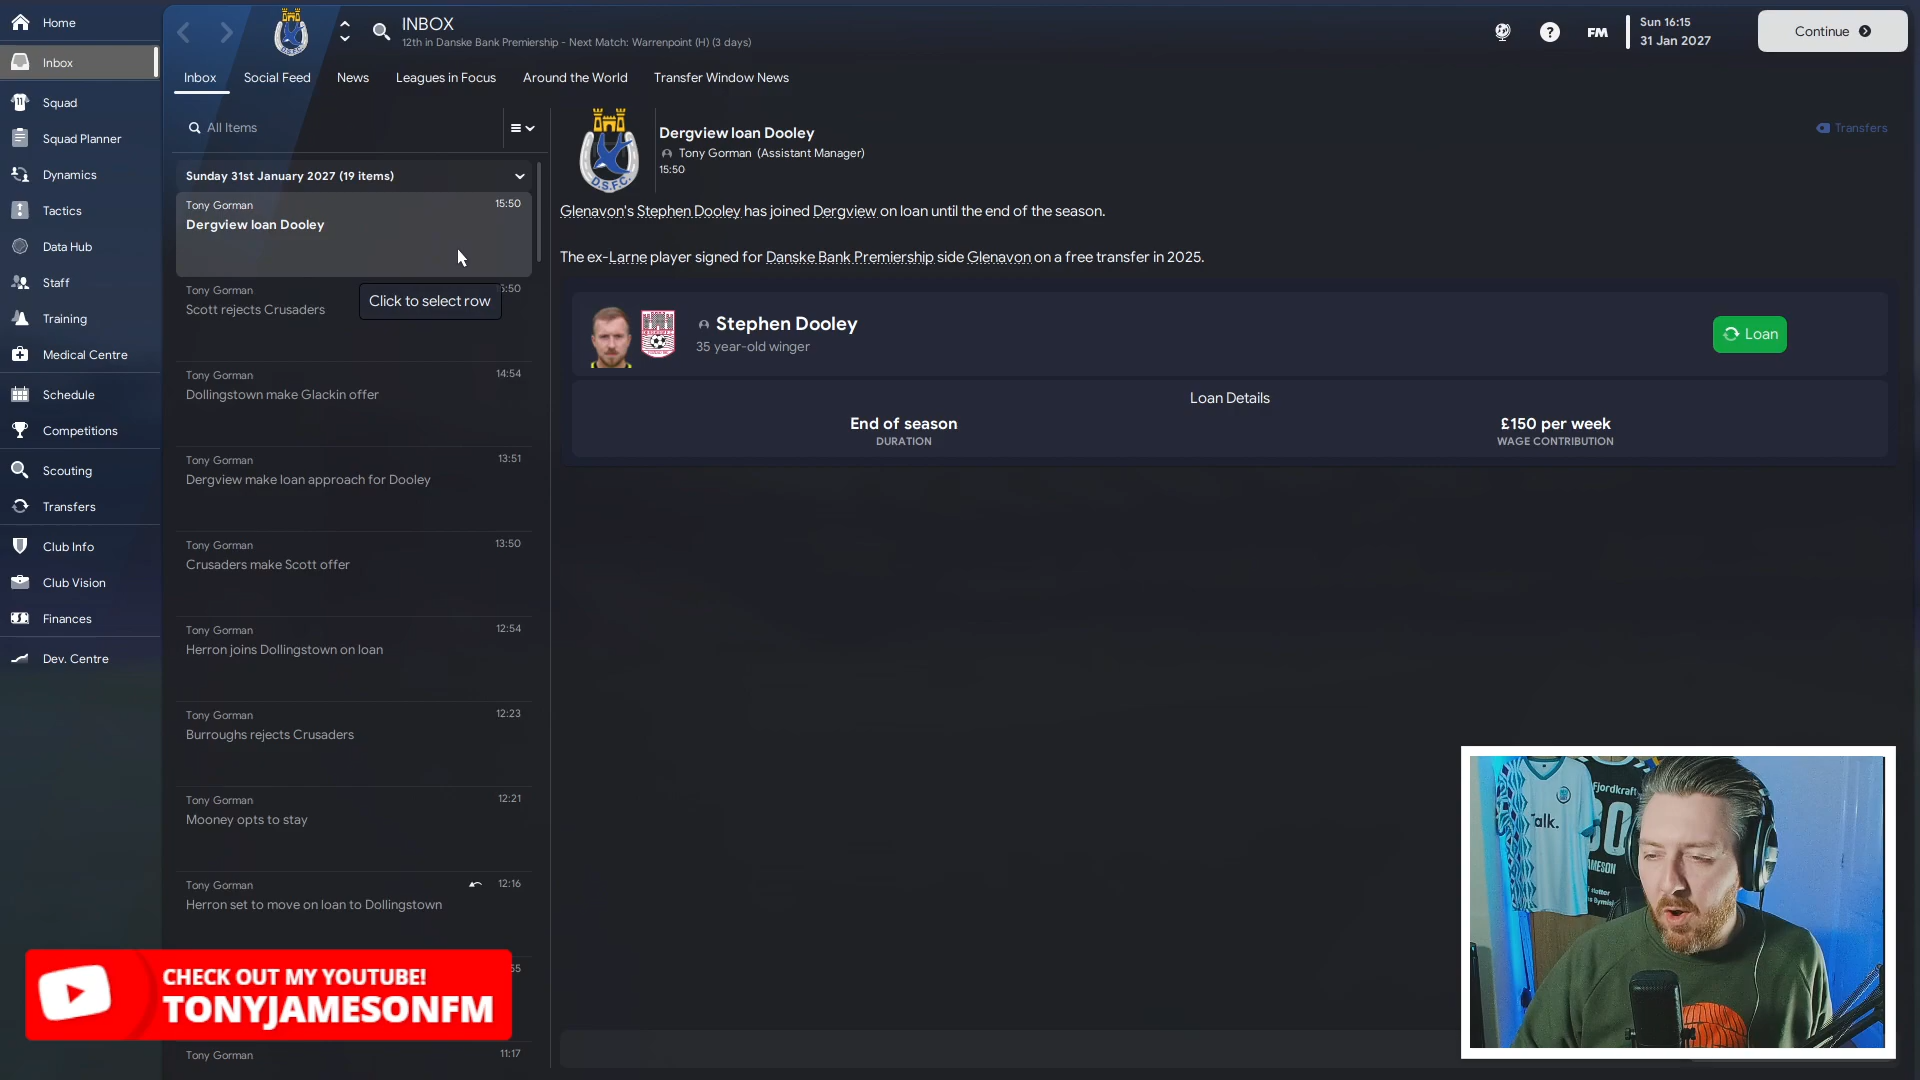 Home
Inbox
Squad
Squad Planner
Dynamics
Tactics
Data Hub
Staff
Training
Medical Centre
Schedule
Competitions
Scouting
Transfers
Club Info
Club Vision
Finances
Dev. Centre
D.S.F.C.
INBOX
12th in Danske Bank Premiership - Next Match: Warrenpoint (H) (3 days)
FM
Sun 16:15
31 Jan 2027
Continue
Inbox Social Feed News Leagues in Focus Around the World Transfer Window News
All Items
Sunday 31st January 2027 (19 items)
Tony Gorman 15:50
Dergview loan Dooley
Tony Gorman
Scott rejects Crusaders
Click to select row
Tony Gorman 14:54
Dollingstown make Glackin offer
Tony Gorman 13:51
Dergview make loan approach for Dooley
Tony Gorman 13:50
Crusaders make Scott offer
Tony Gorman 12:54
Herron joins Dollingstown on loan
Tony Gorman 12:23
Burroughs rejects Crusaders
Tony Gorman 12:21
Mooney opts to stay
Tony Gorman 12:16
Herron set to move on loan to Dollingstown
Tony Gorman 11:17
D.S.F.C.
Dergview loan Dooley
Tony Gorman (Assistant Manager)
15:50
Transfers
Glenavon's Stephen Dooley has joined Dergview on loan until the end of the season.
The ex-Larne player signed for Danske Bank Premiership side Glenavon on a free transfer in 2025.
Stephen Dooley
35 year-old winger
Loan
Loan Details
End of season
DURATION
£150 per week
WAGE CONTRIBUTION
CHECK OUT MY YOUTUBE!
TONYJAMESONFM
Fjordkraft
Talk.